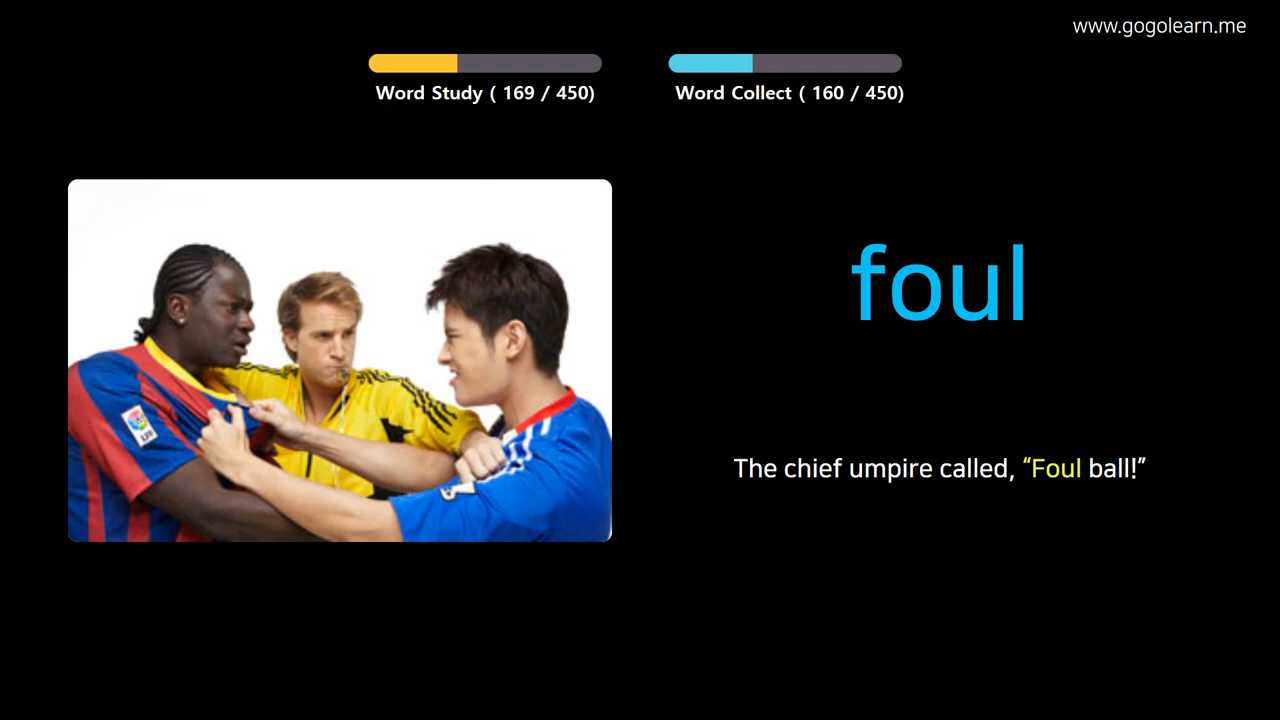 www.gogolearn.me
Word Study ( 169 / 450)
Word Collect ( 160 / 450)
foul
The chief umpire called, “Foul ball!”